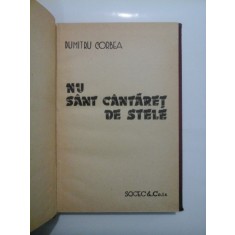 DUMITRU CORBEA
NU
SÂNT CÂNTĂREȚ
DE STELE
SOCEC & Co. S.A.